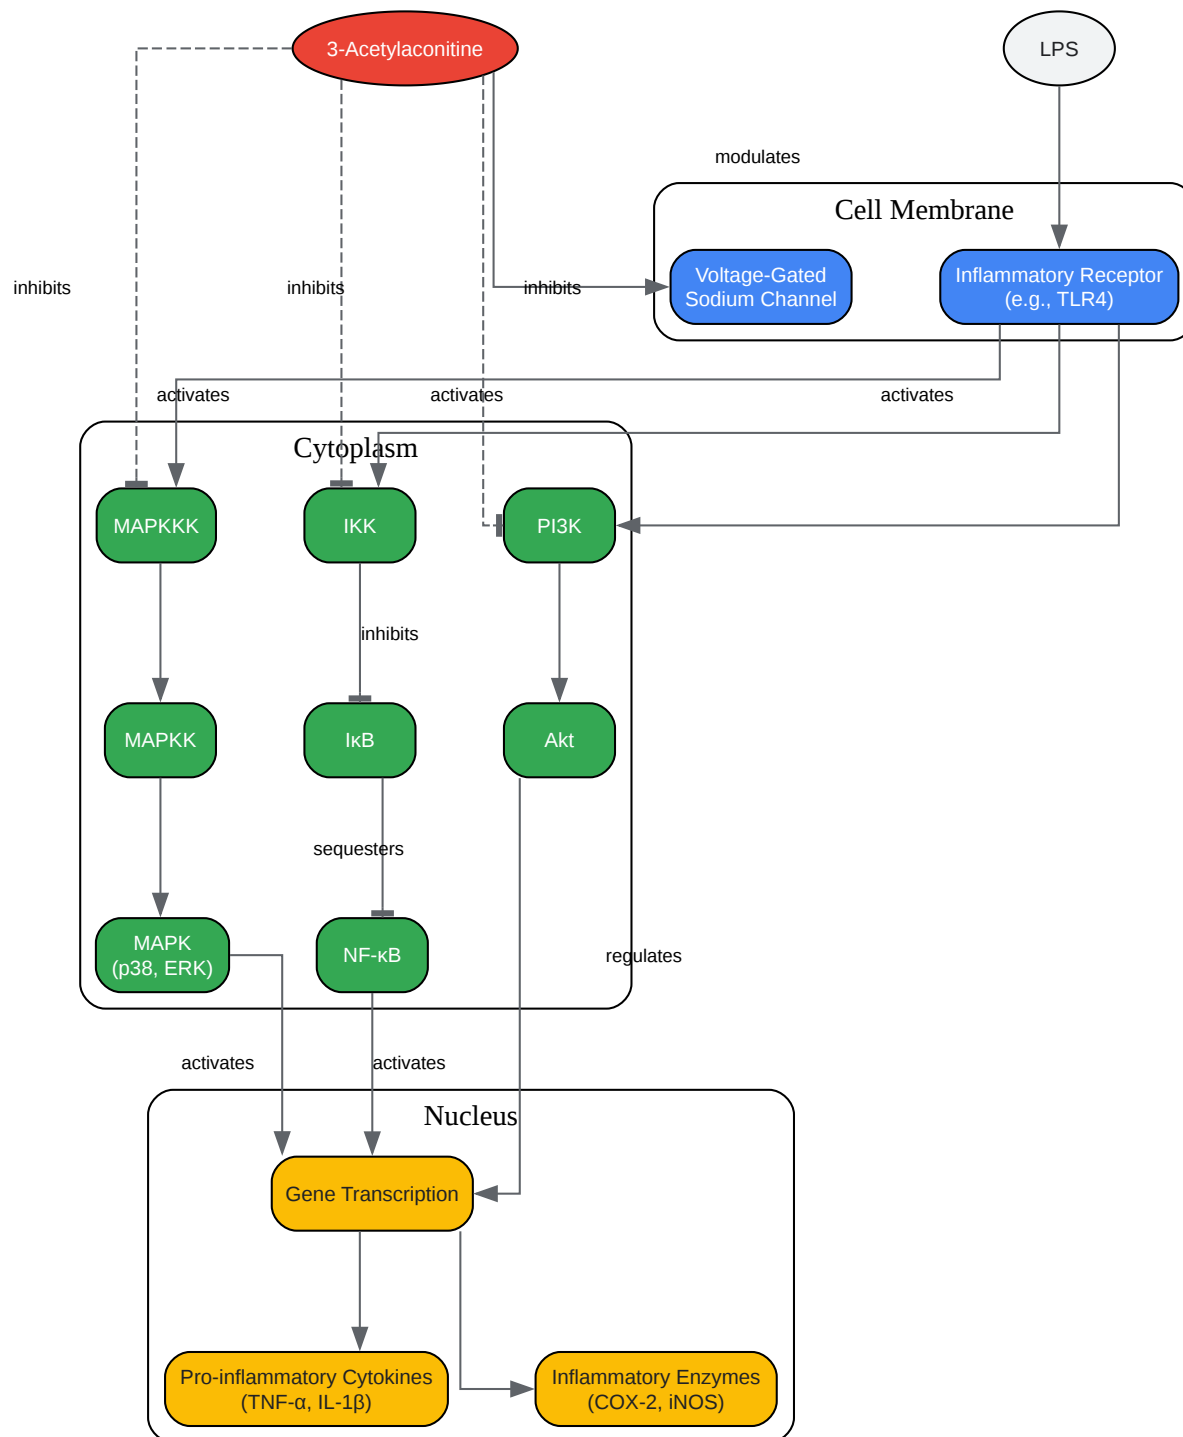 3-Acetylaconitine
LPS
modulates
Cell Membrane
Voltage-Gated
Sodium Channel
Inflammatory Receptor
(e.g., TLR4)
inhibits
inhibits
inhibits
activates
activates
activates
Cytoplasm
MAPKKK
IKK
PI3K
inhibits
MAPKK
IκB
Akt
sequesters
MAPK
(p38, ERK)
NF-κB
regulates
activates
activates
Nucleus
Gene Transcription
Pro-inflammatory Cytokines
(TNF-α, IL-1β)
Inflammatory Enzymes
(COX-2, iNOS)